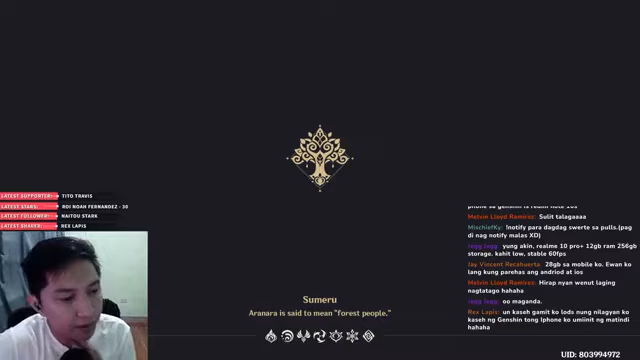 LATEST SUPPORTER: TITO TRAVIS
LATEST STARS: ROI NOAH FERNANDEZ - 30
LATEST FOLLOWER: NAITOU STARK
LATEST SHARER: REX LAPIS
Sumeru
Aranara is said to mean "forest people."
Melvin Lloyd Ramirez: Sulit talagaaaa
MischiefKy: !notify para dagdag swerte sa pulls.(pag
di nag notify malas XD)
yung akin, realme 10 pro+ 12gb ram 256gb
storage. kahit low, stable 60fps
Jay Vincent Recahuerta: 28gb sa mobile ko. Ewan ko
lang kung parehas ang andriod at ios
Melvin Lloyd Ramirez: Hirap nyan wenut laging
nagtatago hahaha
oo maganda.
Rex Lapis: un kaseh gamit ko lods nung nilagyan ko
kaseh ng Genshin tong Iphone ko umiinit ng matindi
hahaha
UID: 803994972